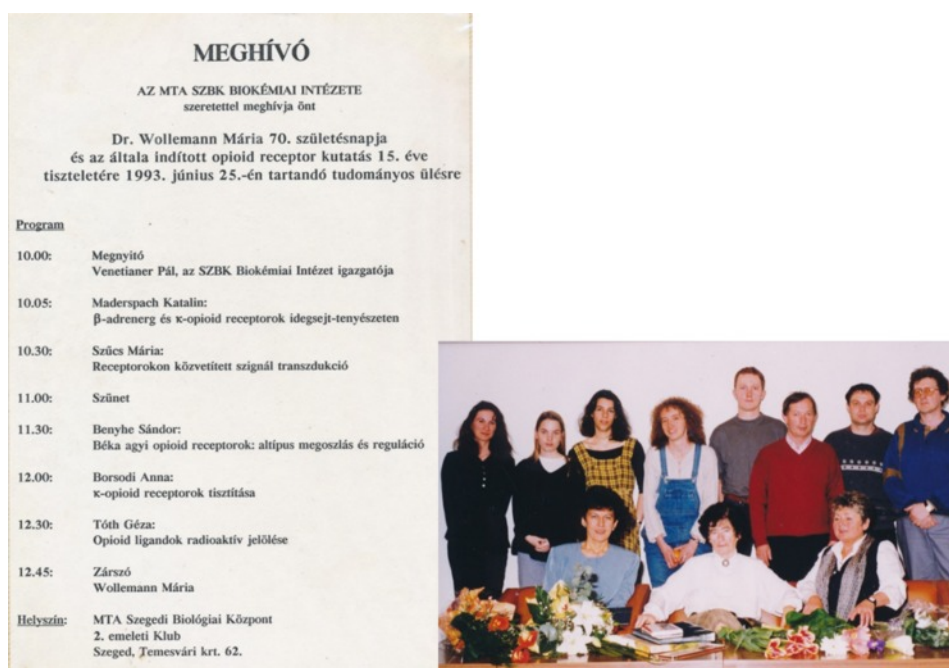 MEGHÍVÓ
AZ MTA SZBK BIOKÉMIAI INTÉZETE
szeretettel meghívja önt
Dr. Wollemann Mária 70. születésnapja
és az általa indított opioid receptor kutatás 15. éve
tiszteletére 1993. június 25.-én tartandó tudományos ülésre
Program
10.00: Megnyitó
Venetianer Pál, az SZBK Biokémiai Intézet igazgatója
10.05: Maderspach Katalin:
β-adrenerg és κ-opioid receptorok idegsejt-tenyészeten
10.30: Szűcs Mária:
Receptorokon közvetített szignál transzdukció
11.00: Szünet
11.30: Benyhe Sándor:
Béka agyi opioid receptorok: altípus megoszlás és reguláció
12.00: Borsodi Anna:
κ-opioid receptorok tisztítása
12.30: Tóth Géza:
Opioid ligandok radioaktív jelölése
12.45: Zárszó
Wollemann Mária
Helyszín: MTA Szegedi Biológiai Központ
2. emeleti Klub
Szeged, Temesvári krt. 62.